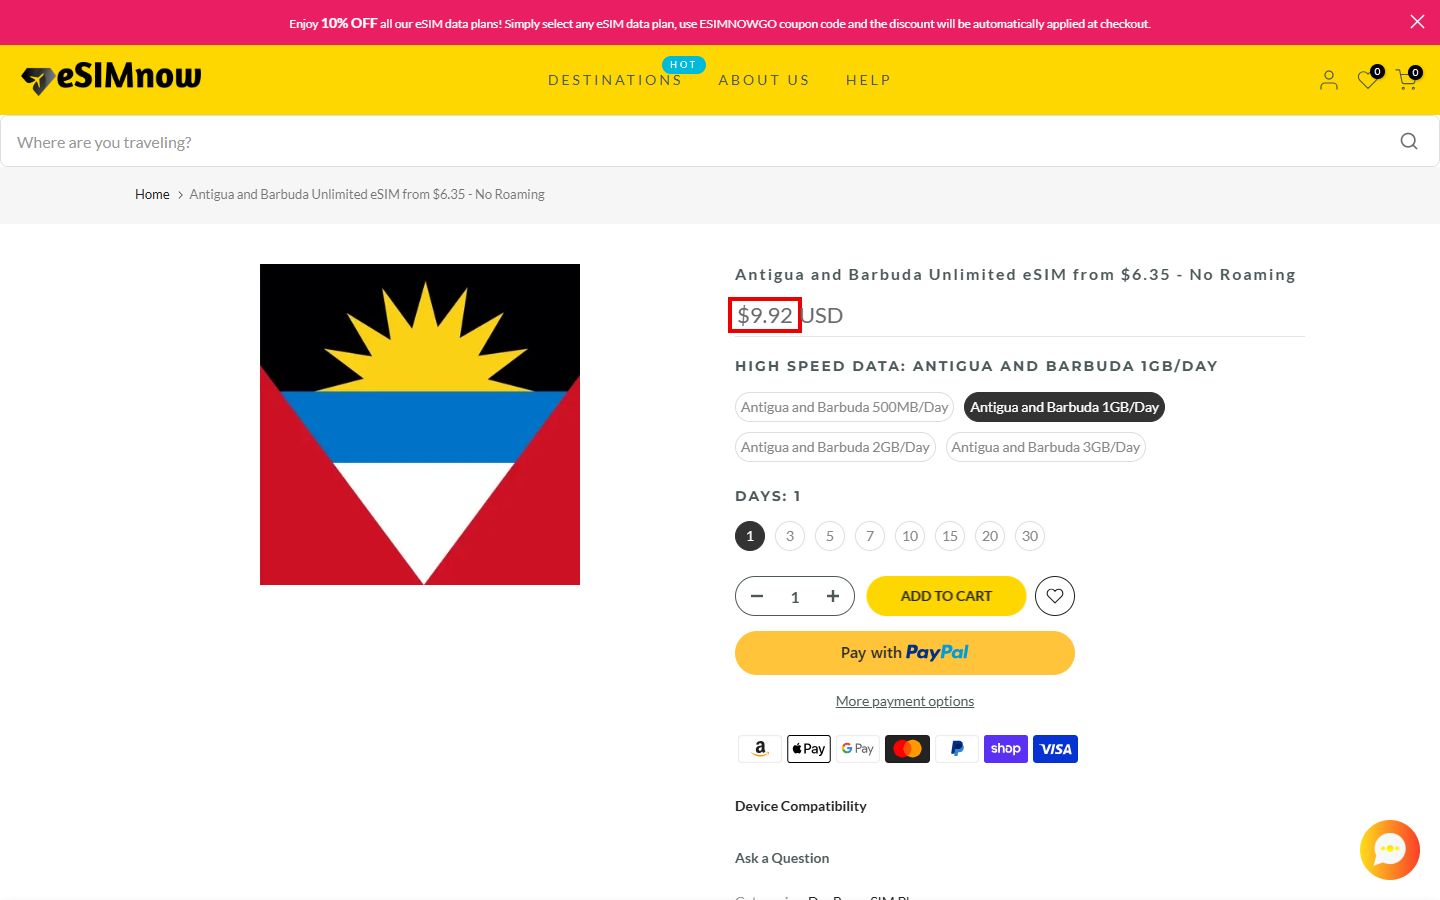 Enjoy 10% OFF all our eSIM data plans! Simply select any eSIM data plan, use ESIMNOWGO coupon code and the discount will be automatically applied at checkout.
eSIMnow
HOT
DESTINATIONS ABOUT US HELP
0 0
Where are you traveling?
Home > Antigua and Barbuda Unlimited eSIM from $6.35 - No Roaming
Antigua and Barbuda Unlimited eSIM from $6.35 - No Roaming
$9.92 USD
HIGH SPEED DATA: ANTIGUA AND BARBUDA 1GB/DAY
Antigua and Barbuda 500MB/Day Antigua and Barbuda 1GB/Day
Antigua and Barbuda 2GB/Day Antigua and Barbuda 3GB/Day
DAYS: 1
1 3 5 7 10 15 20 30
1 ADD TO CART
Pay with PayPal
More payment options
a Pay G Pay P shop VISA
Device Compatibility
Ask a Question